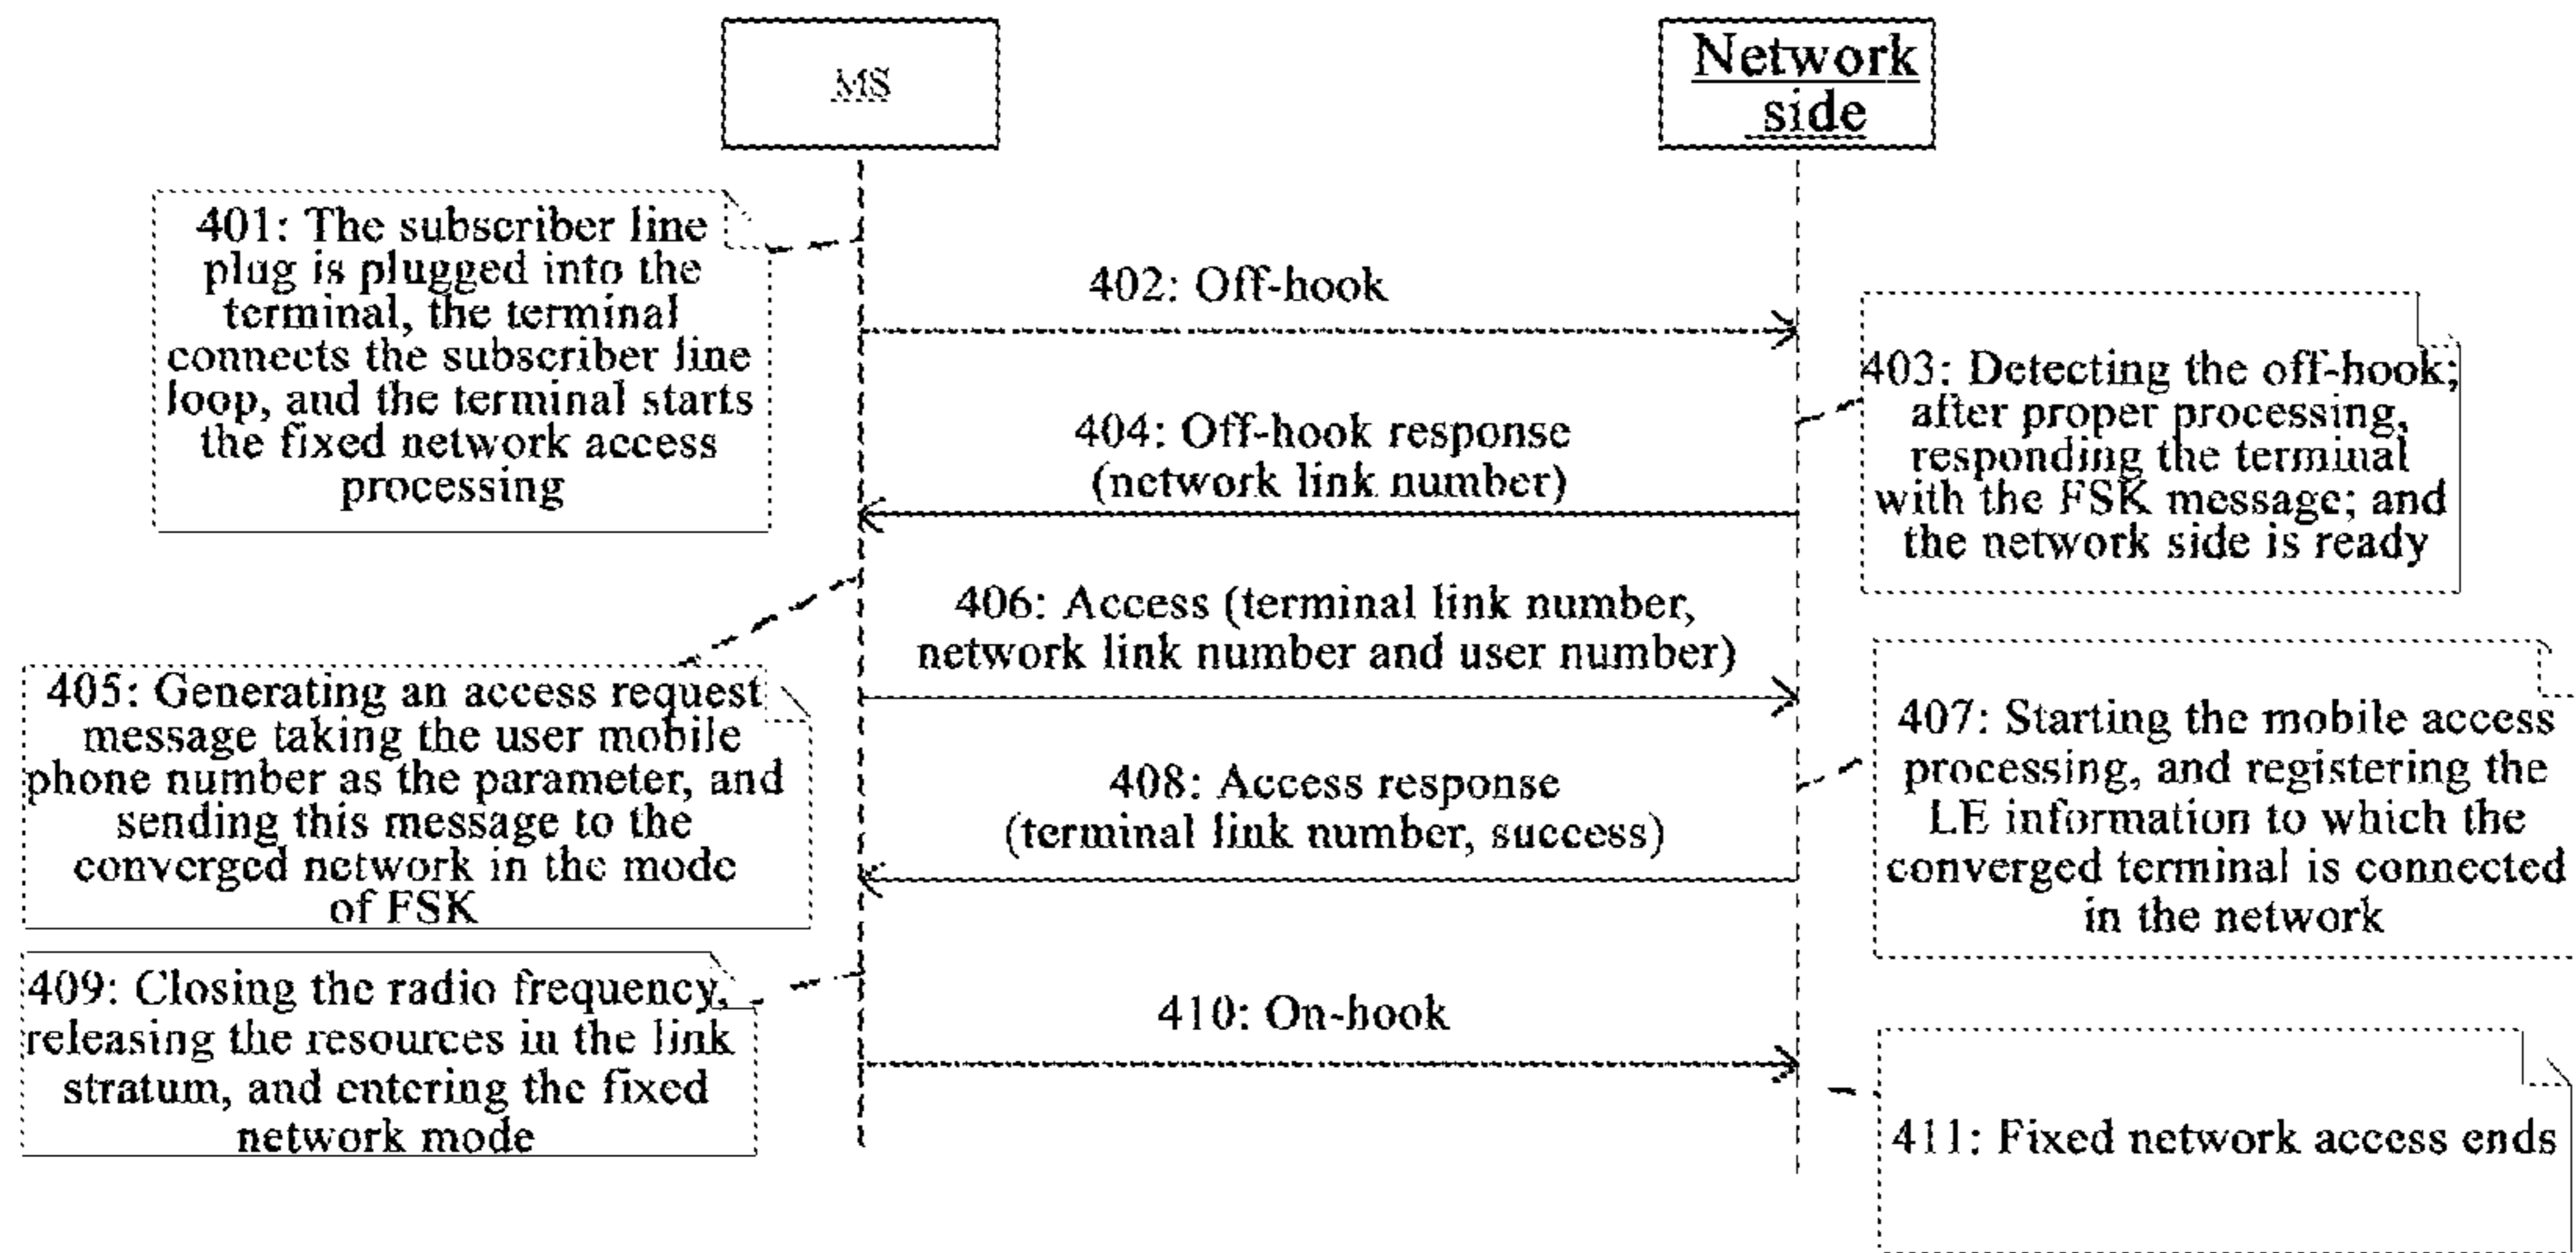 MS
Network
side
401: The subscriber line
plug is plugged into the
terminal, the terminal
connects the subscriber line
loop, and the terminal starts
the fixed network access
processing
402: Off-hook
403: Detecting the off-hook;
after proper processing,
responding the terminal
with the FSK message; and
the network side is ready
404: Off-hook response
(network link number)
405: Generating an access request
message taking the user mobile
phone number as the parameter, and
sending this message to the
converged network in the mode
of FSK
406: Access (terminal link number,
network link number and user number)
407: Starting the mobile access
processing, and registering the
LE information to which the
converged terminal is connected
in the network
408: Access response
(terminal link number, success)
409: Closing the radio frequency,
releasing the resources in the link
stratum, and entering the fixed
network mode
410: On-hook
411: Fixed network access ends